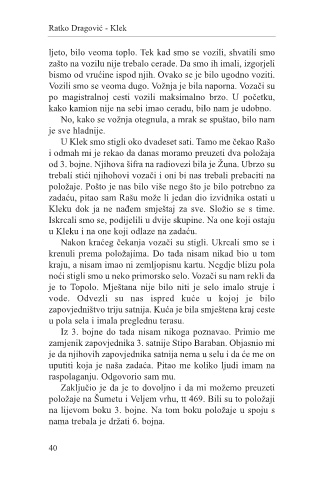 Ratko Dragović - Klek
ljeto, bilo veoma toplo. Tek kad smo se vozili, shvatili smo
zašto na vozilu nije trebalo cerade. Da smo ih imali, izgorjeli
bismo od vrućine ispod njih. Ovako se je bilo ugodno voziti.
Vozili smo se veoma dugo. Vožnja je bila naporna. Vozači su
po magistralnoj cesti vozili maksimalno brzo. U početku,
kako kamion nije na sebi imao ceradu, bilo nam je udobno.
No, kako se vožnja otegnula, a mrak se spuštao, bilo nam
je sve hladnije.
U Klek smo stigli oko dvadeset sati. Tamo me čekao Rašo
i odmah mi je rekao da danas moramo preuzeti dva položaja
od 3. bojne. Njihova šifra na radiovezi bila je Žuna. Ubrzo su
trebali stići njihohovi vozači i oni bi nas trebali prebaciti na
položaje. Pošto je nas bilo više nego što je bilo potrebno za
zadaću, pitao sam Rašu može li jedan dio izvidnika ostati u
Kleku dok ja ne nađem smještaj za sve. Složio se s time.
Iskrcali smo se, podijelili u dvije skupine. Na one koji ostaju
u Kleku i na one koji odlaze na zadaću.
Nakon kraćeg čekanja vozači su stigli. Ukrcali smo se i
krenuli prema položajima. Do tada nisam nikad bio u tom
kraju, a nisam imao ni zemljopisnu kartu. Negdje blizu pola
noći stigli smo u neko primorsko selo. Vozači su nam rekli da
je to Topolo. Mještana nije bilo niti je selo imalo struje i
vode. Odvezli su nas ispred kuće u kojoj je bilo
zapovjedništvo triju satnija. Kuća je bila smještena kraj ceste
u pola sela i imala preglednu terasu.
Iz 3. bojne do tada nisam nikoga poznavao. Primio me
zamjenik zapovjednika 3. satnije Stipo Baraban. Objasnio mi
je da njihovih zapovjednika satnija nema u selu i da će me on
uputiti koja je naša zadaća. Pitao me koliko ljudi imam na
raspolaganju. Odgovorio sam mu.
Zaključio je da je to dovoljno i da mi možemo preuzeti
položaje na Šumetu i Veljem vrhu, tt 469. Bili su to položaji
na lijevom boku 3. bojne. Na tom boku položaje u spoju s
nama trebala je držati 6. bojna.
40